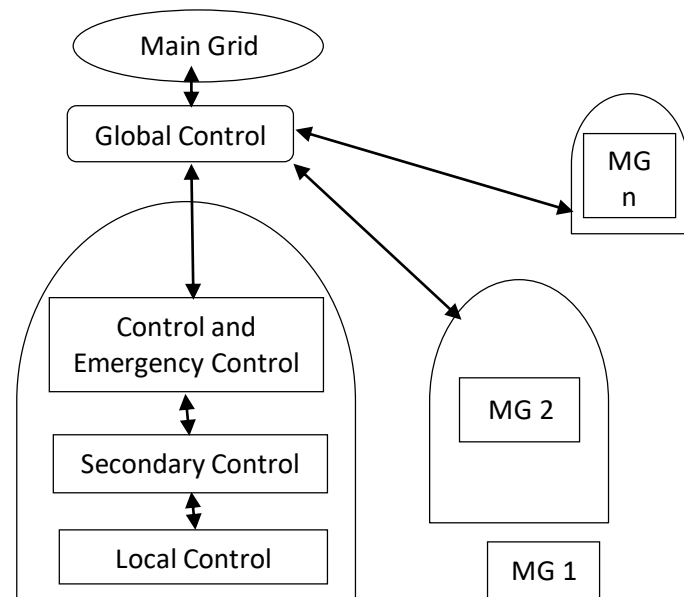 Main Grid
Global Control
MG
n
Control and
Emergency Control
MG 2
Secondary Control
Local Control
MG 1